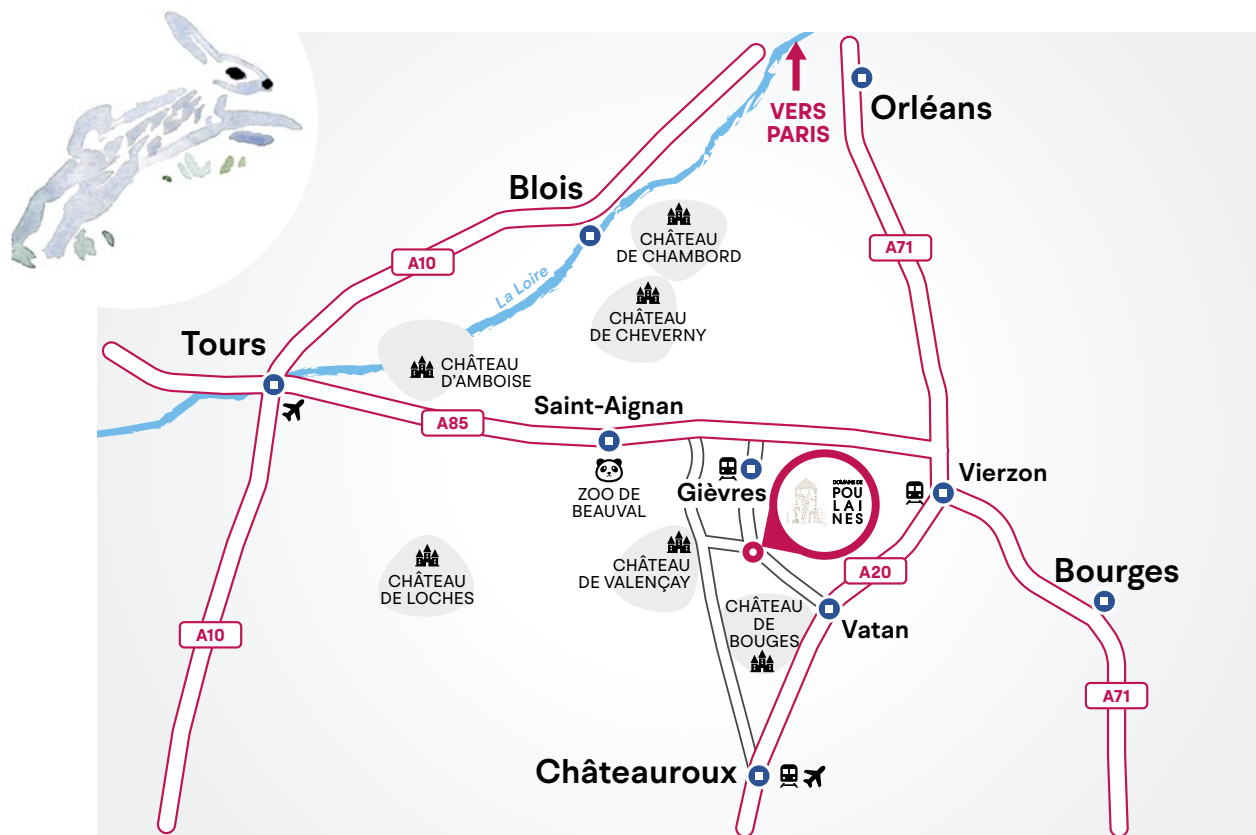 VERS
PARIS
Orléans
Blois
CHÂTEAU
DE CHAMBORD
A71
A10
La Loire
CHÂTEAU
DE CHEVERNY
Tours
CHÂTEAU
D'AMBOISE
Saint-Aignan
A85
ZOO DE
BEAUVAL
Gièvres
DOMAINE DE
POU
LAI
NES
Vierzon
CHÂTEAU
DE VALENÇAY
CHÂTEAU
DE LOCHES
A20
Bourges
CHÂTEAU
DE
BOUGES
Vatan
A10
A71
Châteauroux